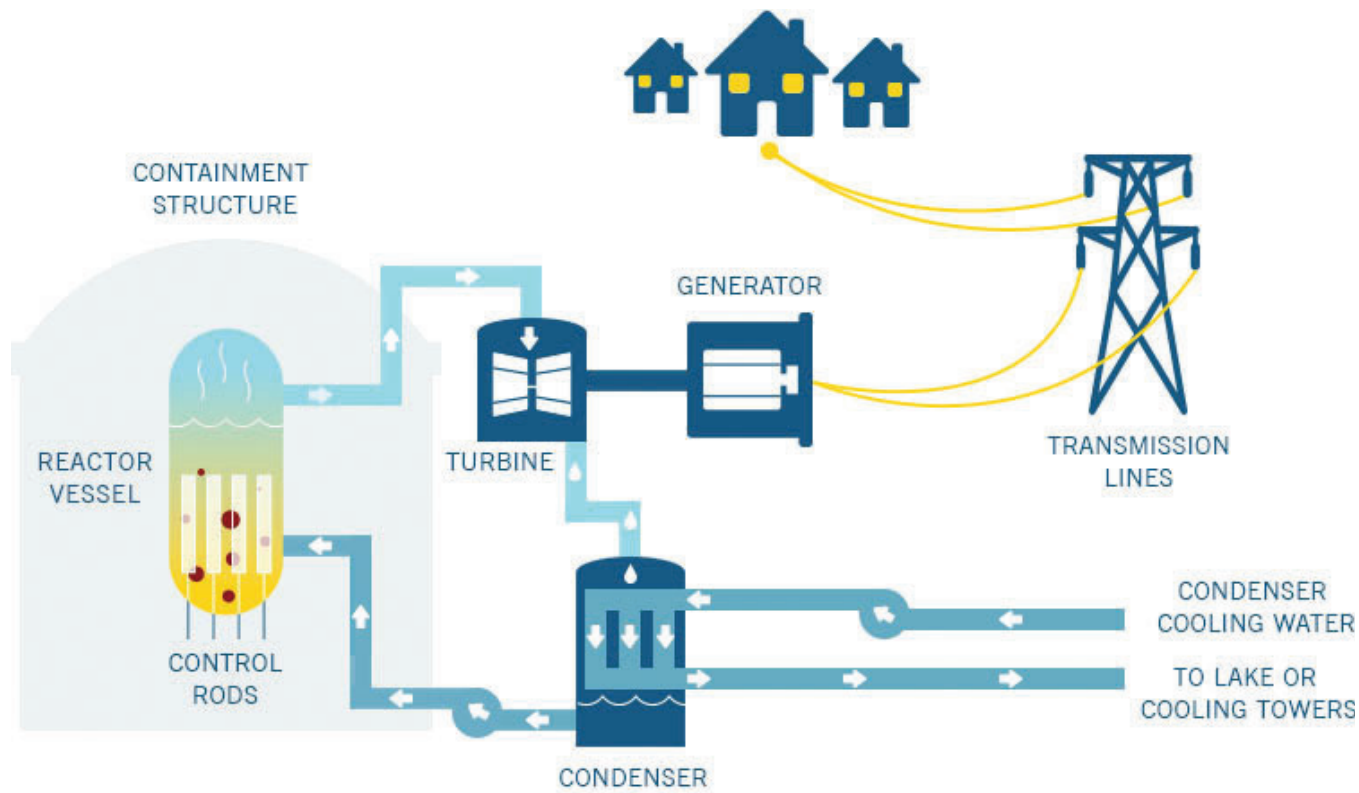 CONTAINMENT
STRUCTURE
GENERATOR
REACTOR
VESSEL
TURBINE
TRANSMISSION
LINES
CONTROL
RODS
CONDENSER
COOLING WATER
TO LAKE OR
COOLING TOWERS
CONDENSER